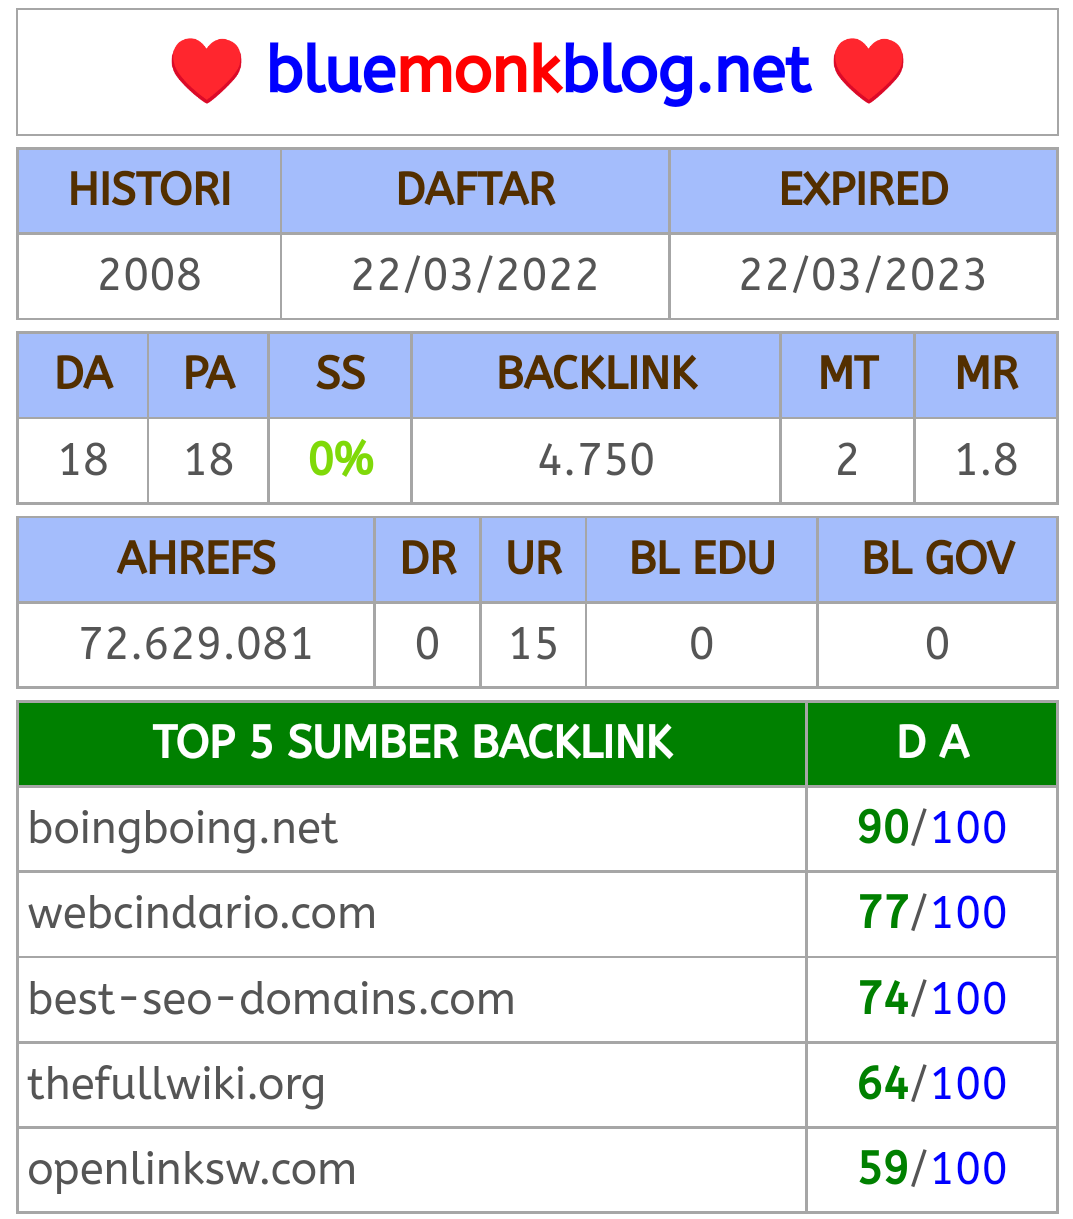 bluemonkblog.net
HISTORI DAFTAR EXPIRED
2008 22/03/2022 22/03/2023
DA PA SS BACKLINK MT MR
18 18 0% 4.750 2 1.8
AHREFS DR UR BL EDU BL GOV
72.629.081 0 15 0 0
TOP 5 SUMBER BACKLINK D A
boingboing.net 90/100
webcindario.com 77/100
best-seo-domains.com 74/100
thefullwiki.org 64/100
openlinksw.com 59/100